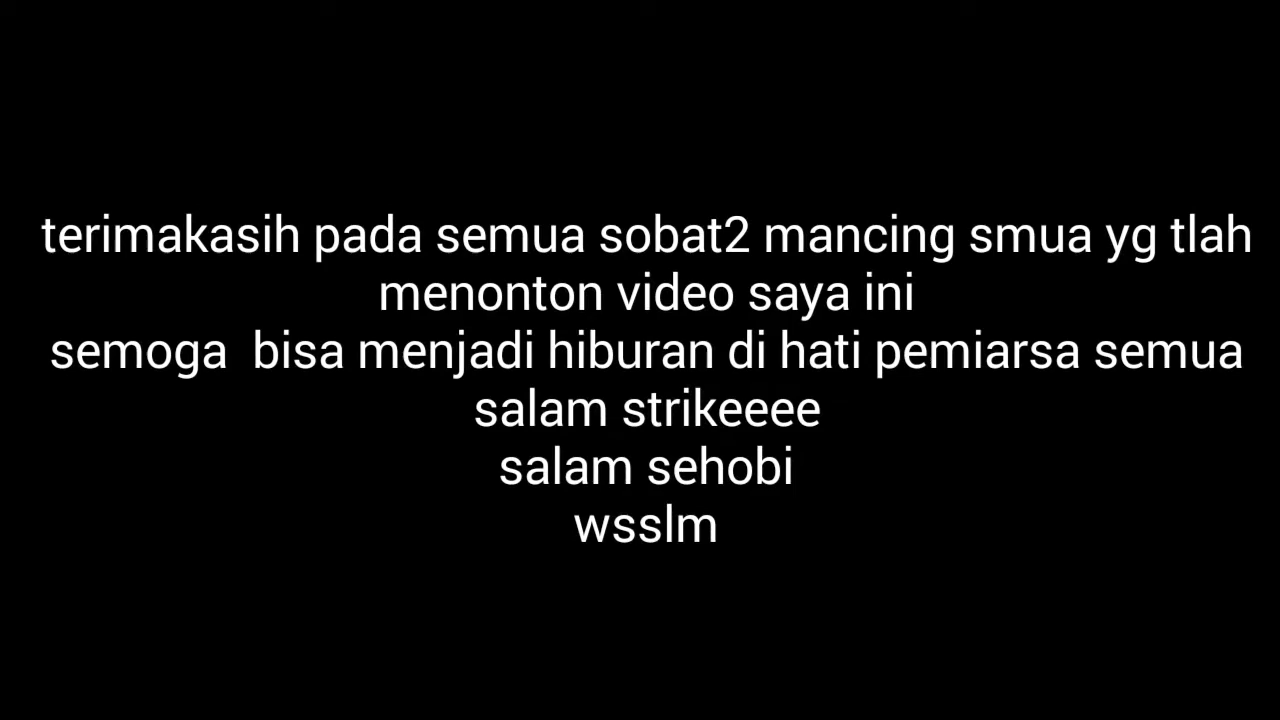 terimakasih pada semua sobat2 mancing smua yg tlah
menonton video saya ini
semoga  bisa menjadi hiburan di hati pemiarsa semua
salam strikeeee
salam sehobi
wsslm